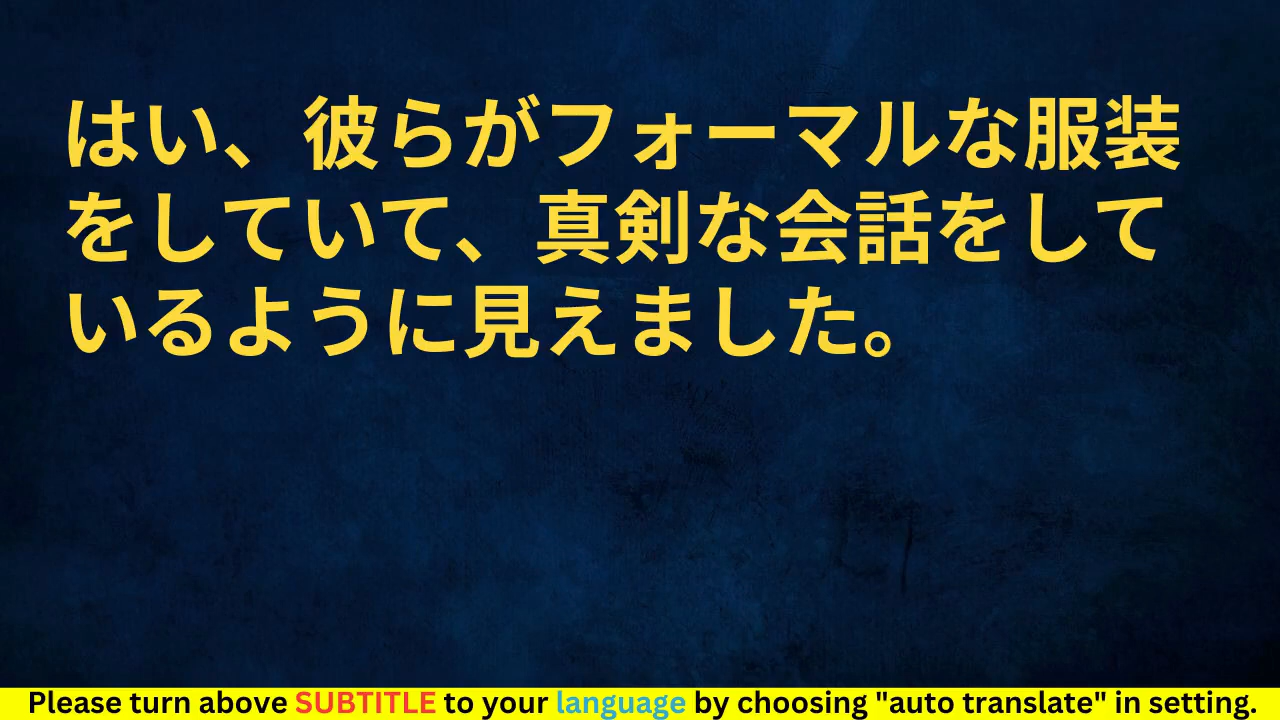 はい、彼らがフォーマルな服装
をしていて、真剣な会話をして
いるように見えました。
Please turn above SUBTITLE to your language by choosing "auto translate" in setting.